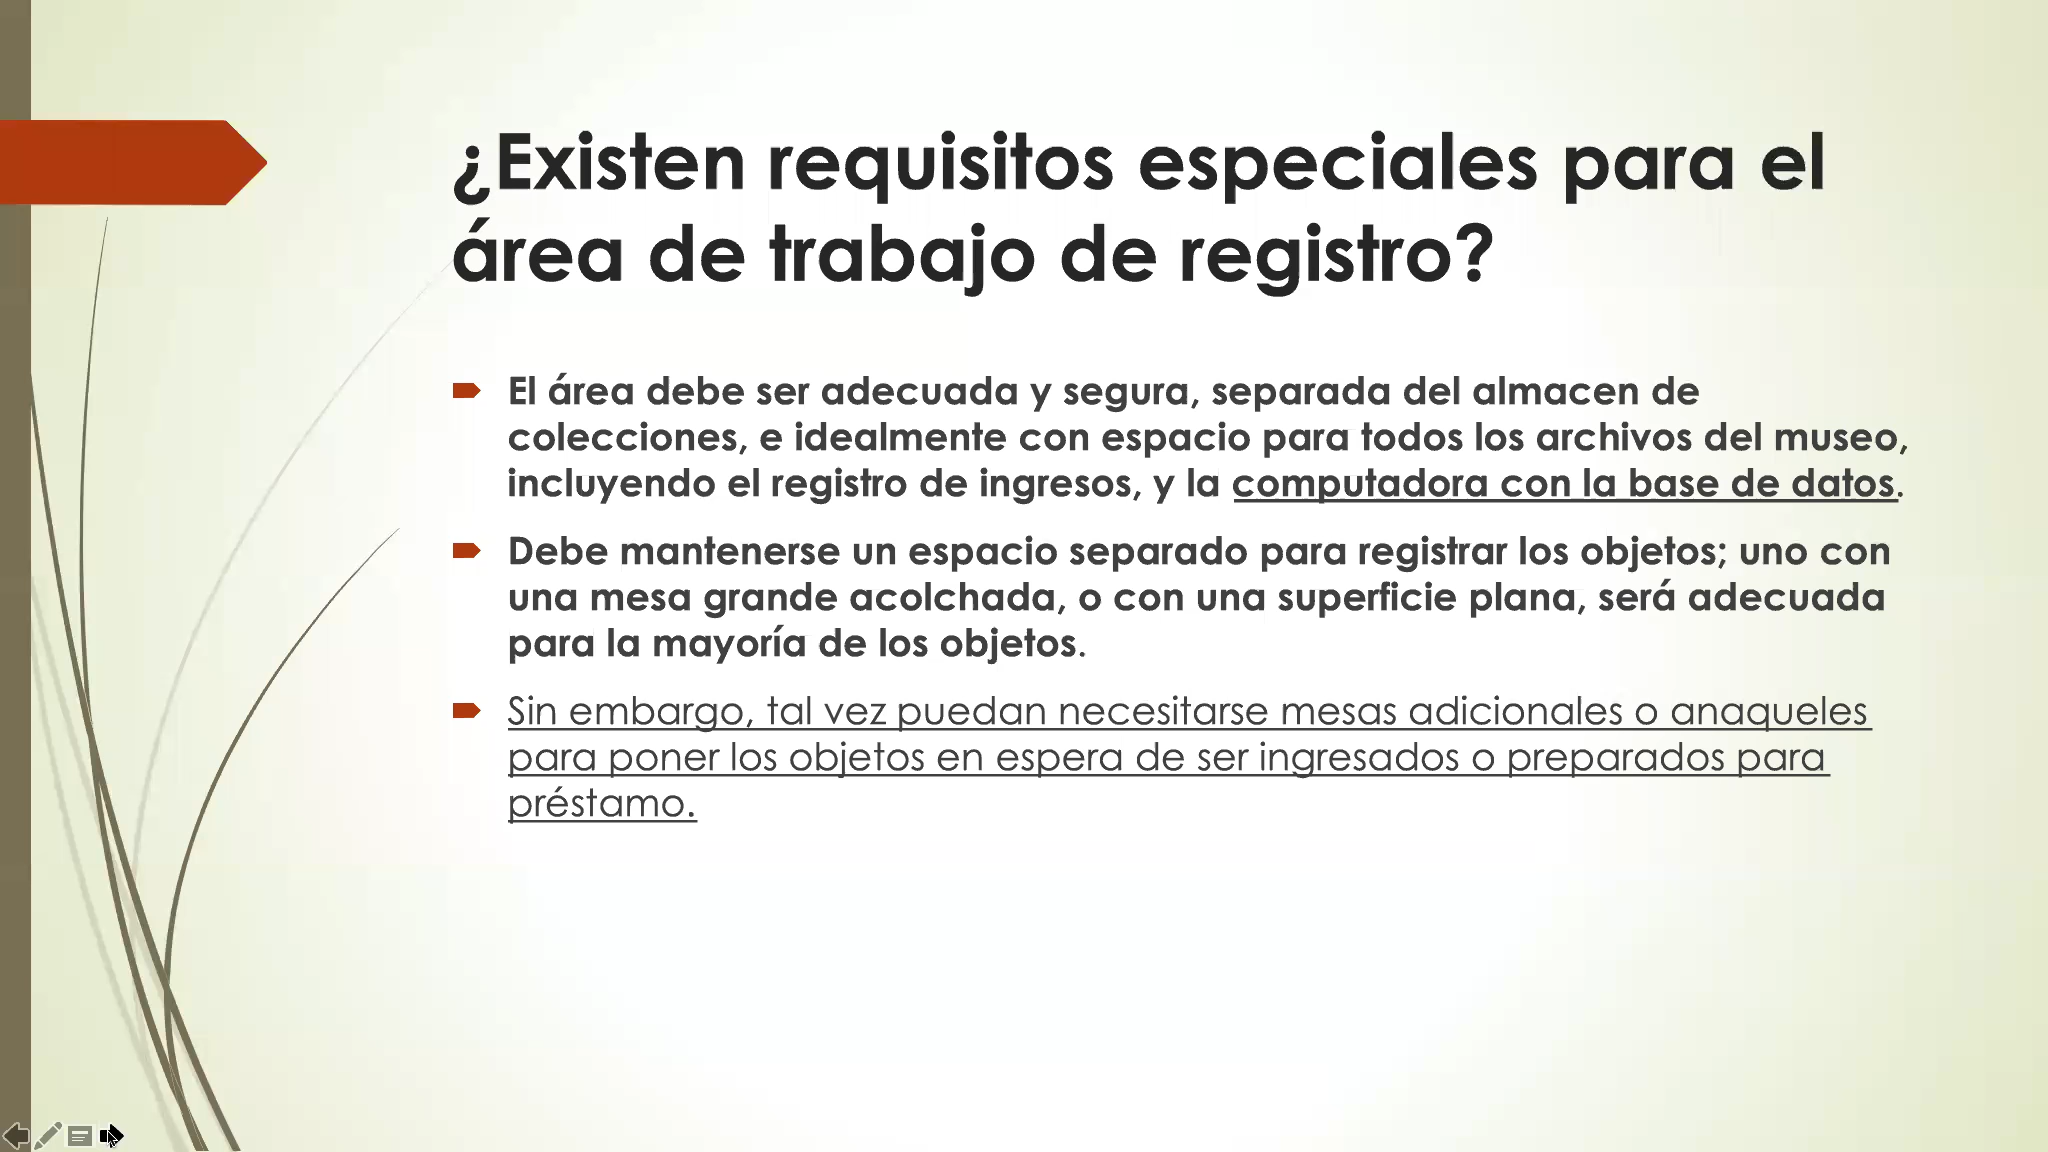 ¿Existen requisitos especiales para el
área de trabajo de registro?
El área debe ser adecuada y segura, separada del almacen de
colecciones, e idealmente con espacio para todos los archivos del museo,
incluyendo el registro de ingresos, y la computadora con la base de datos.
Debe mantenerse un espacio separado para registrar los objetos; uno con
una mesa grande acolchada, o con una superficie plana, será adecuada
para la mayoría de los objetos.
Sin embargo, tal vez puedan necesitarse mesas adicionales o anaqueles
para poner los objetos en espera de ser ingresados o preparados para
préstamo.